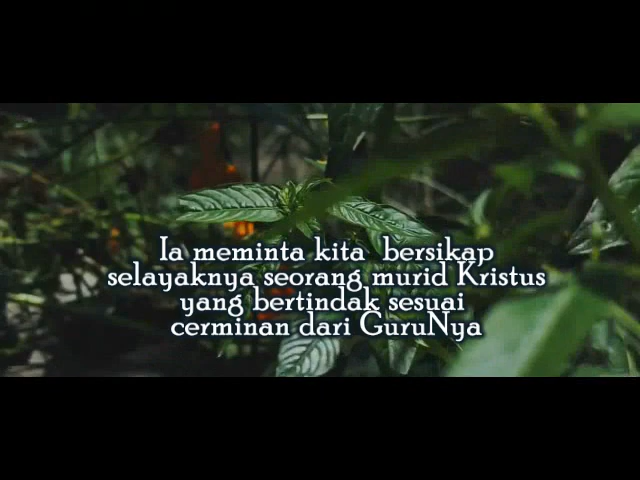 Ia meminta kita bersikap
selayaknya seorang murid Kristus
yang bertindak sesuai
cerminan dari GuruNya